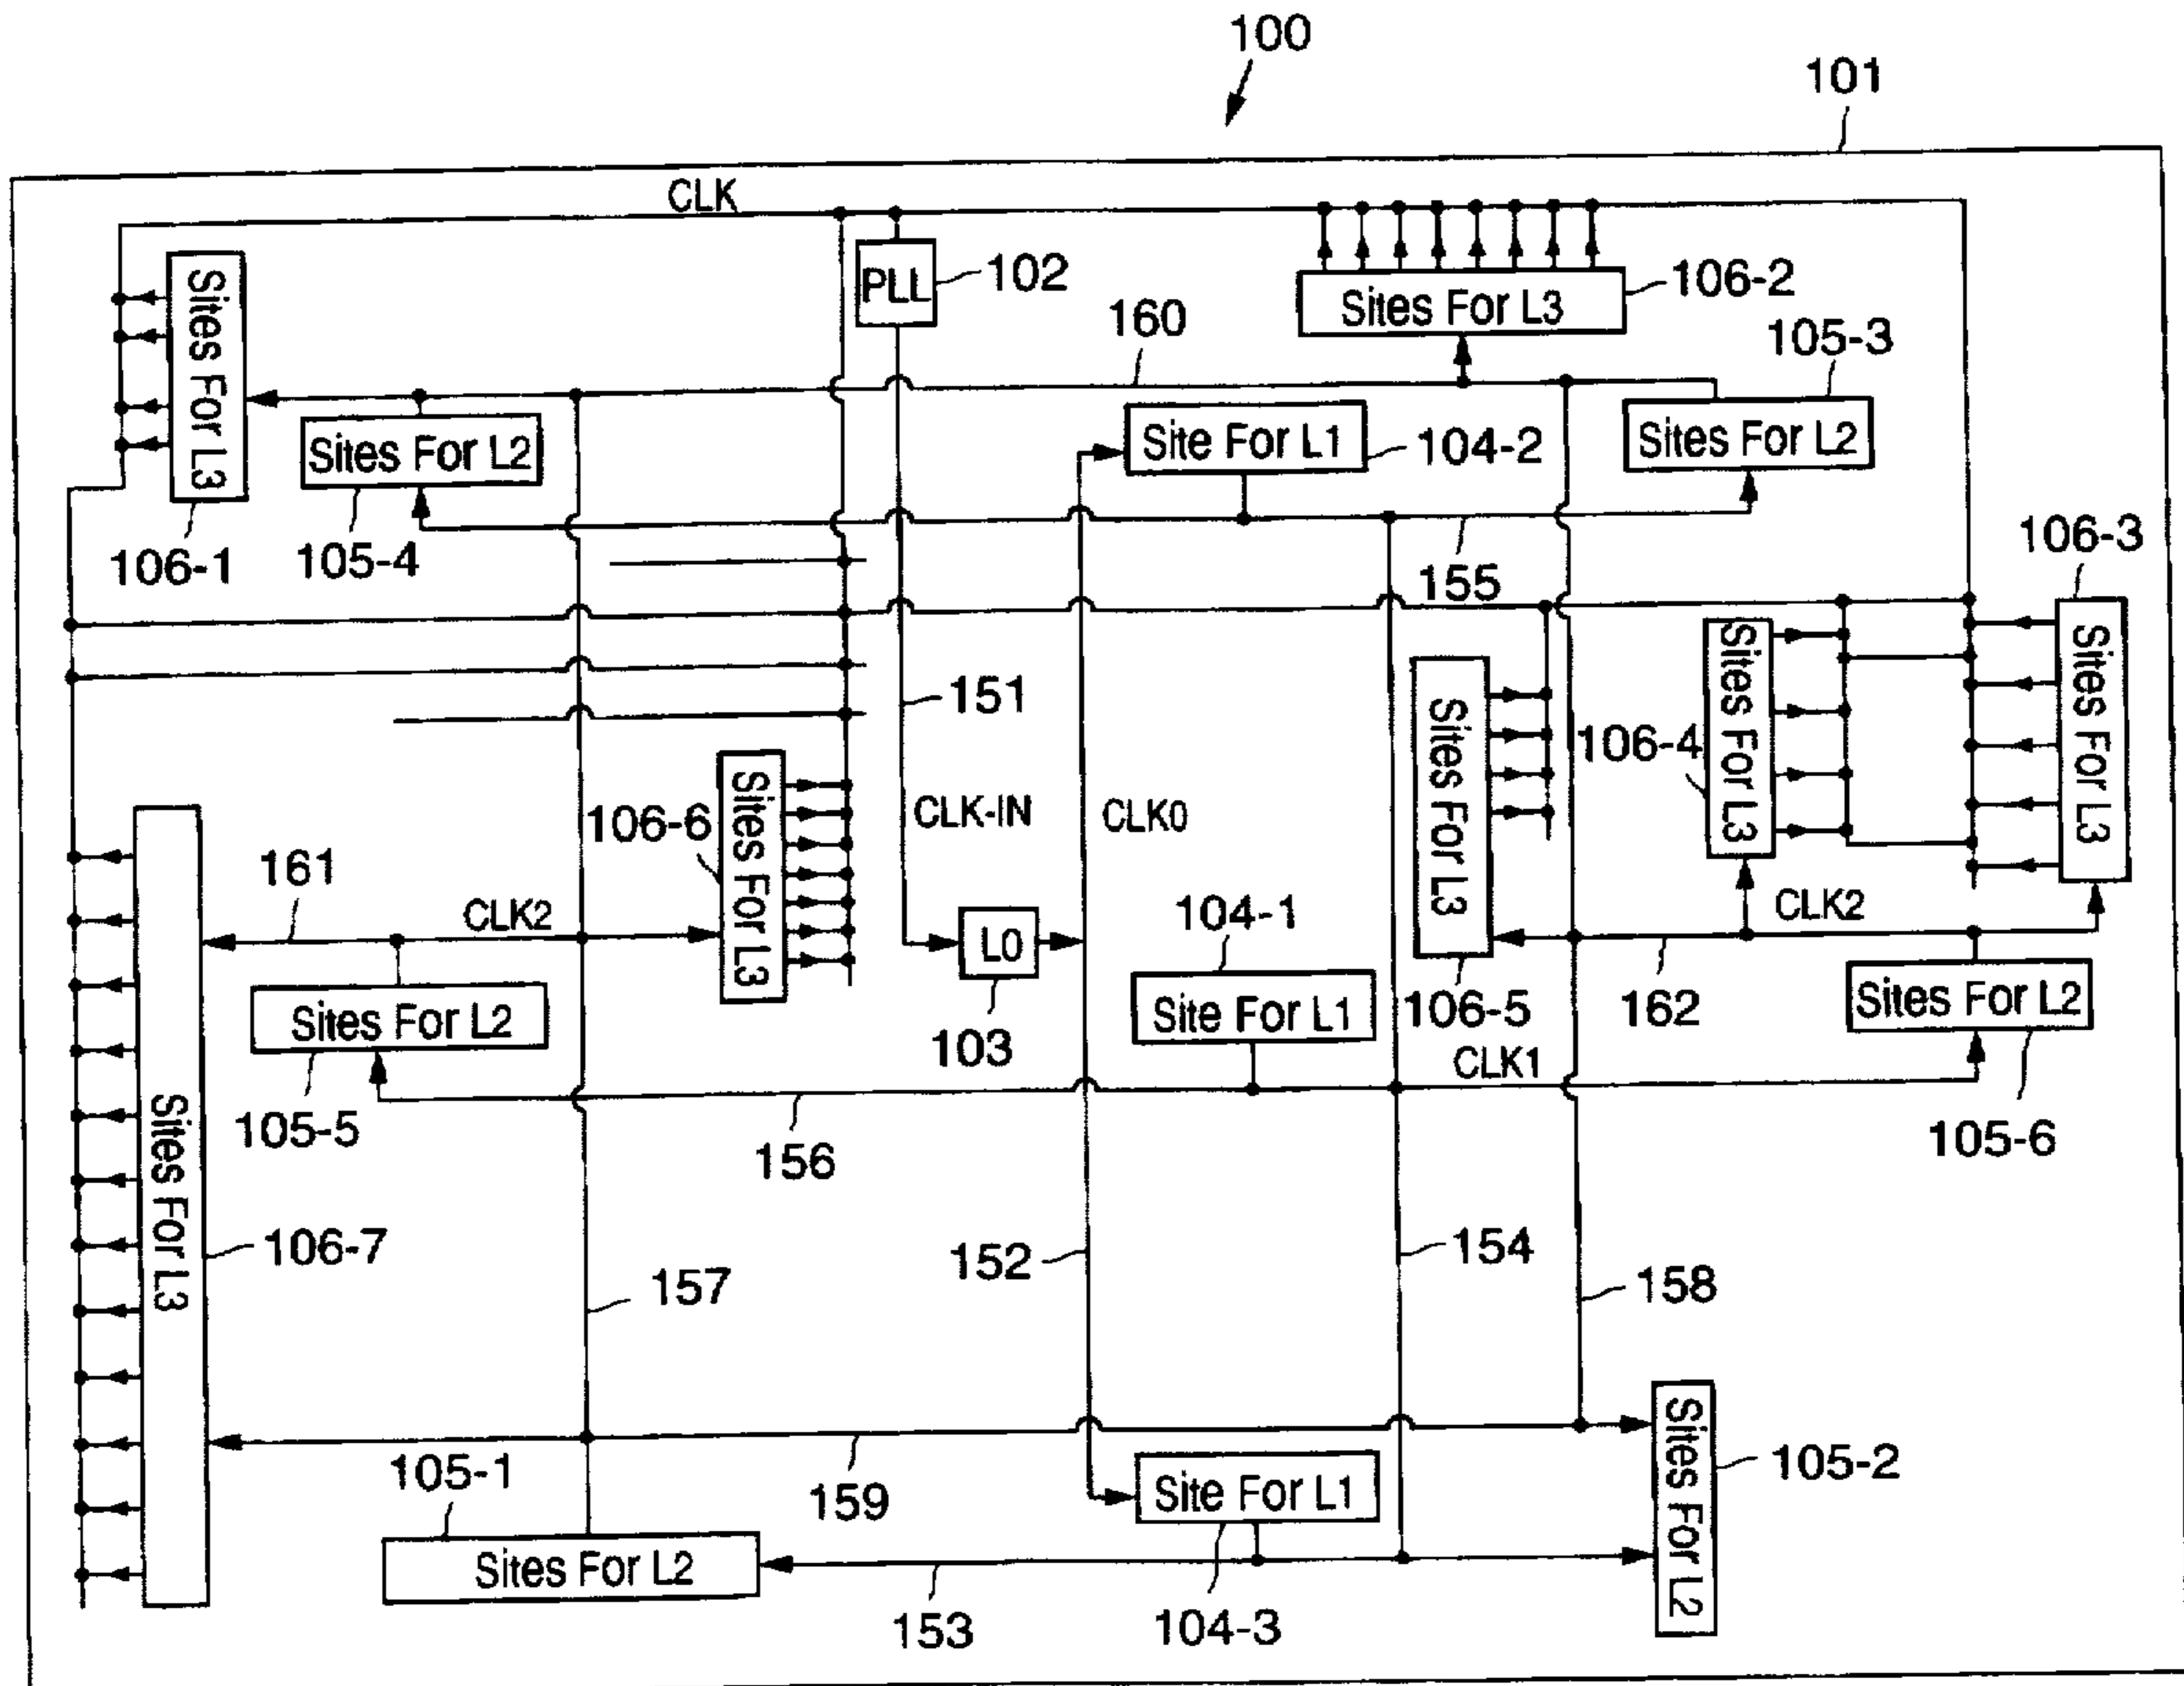 100
101
CLK
PLL
102
Sites For L3
106-2
160
105-3
Sites For L3
Sites For L2
Site For L1
104-2
Sites For L2
106-1
105-4
155
106-3
151
Sites For L3
Sites For L3
Sites For L3
106-4
106-6
Sites For L3
CLK-IN
CLK0
161
CLK2
104-1
CLK2
L0
Sites For L2
103
Site For L1
106-5
162
Sites For L2
CLK1
105-5
156
105-6
Sites For L3
106-7
157
152
154
158
105-1
159
Site For L1
Sites For L2
105-2
Sites For L2
153
104-3